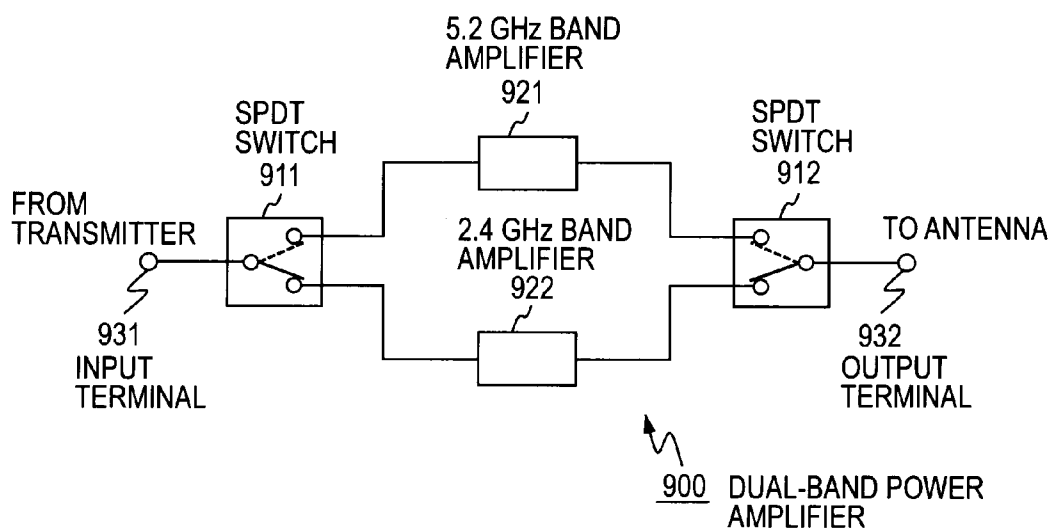 5.2 GHz BAND
AMPLIFIER
921
SPDT
SWITCH
911
SPDT
SWITCH
912
FROM
TRANSMITTER
2.4 GHz BAND
AMPLIFIER
922
TO ANTENNA
931
INPUT
TERMINAL
932
OUTPUT
TERMINAL
900 DUAL-BAND POWER
AMPLIFIER